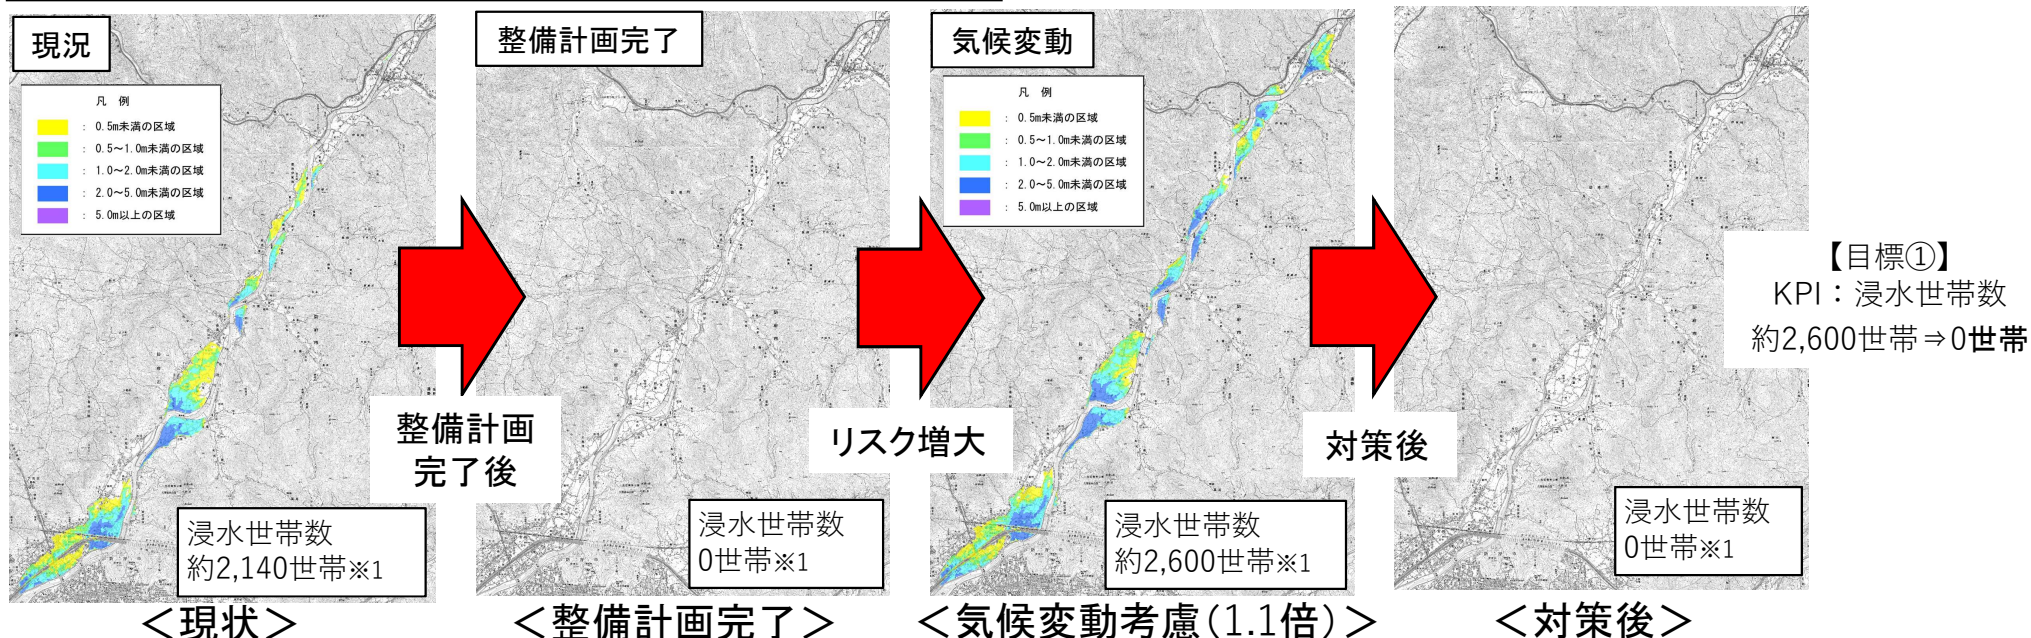 現況
凡 例
: 0.5m未満の区域
: 0.5～1.0m未満の区域
: 1.0～2.0m未満の区域
: 2.0～5.0m未満の区域
: 5.0m以上の区域
浸水世帯数
約2,140世帯※1
＜現状＞
整備計画
完了後
整備計画完了
浸水世帯数
0世帯※1
＜整備計画完了＞
リスク増大
気候変動
凡 例
: 0.5m未満の区域
: 0.5～1.0m未満の区域
: 1.0～2.0m未満の区域
: 2.0～5.0m未満の区域
: 5.0m以上の区域
浸水世帯数
約2,600世帯※1
＜気候変動考慮(1.1倍)＞
対策後
浸水世帯数
0世帯※1
＜対策後＞
【目標①】
KPI：浸水世帯数
約2,600世帯⇒0世帯